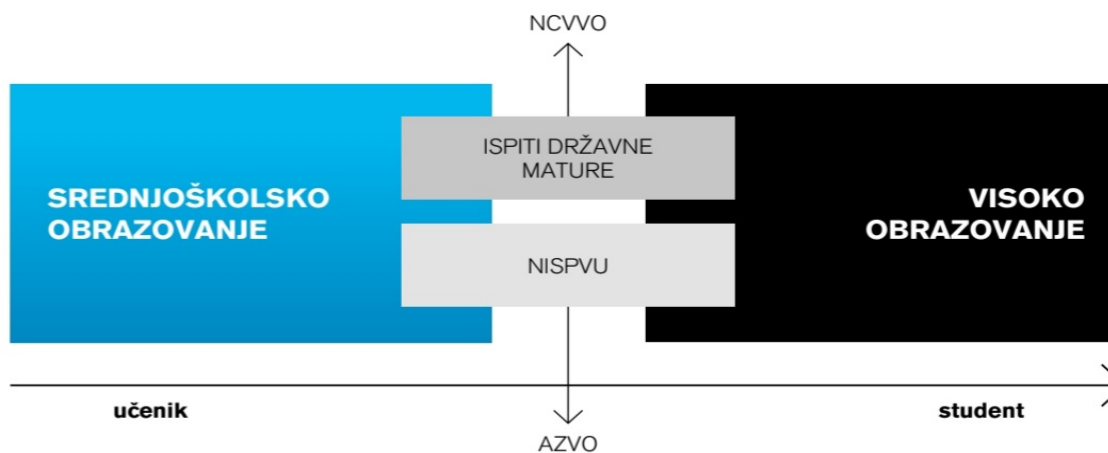 NCVVO
ISPITI DRŽAVNE
MATURE
SREDNJOŠKOLSKO
OBRAZOVANJE
VISOKO
OBRAZOVANJE
NISPVU
učenik
student
AZVO